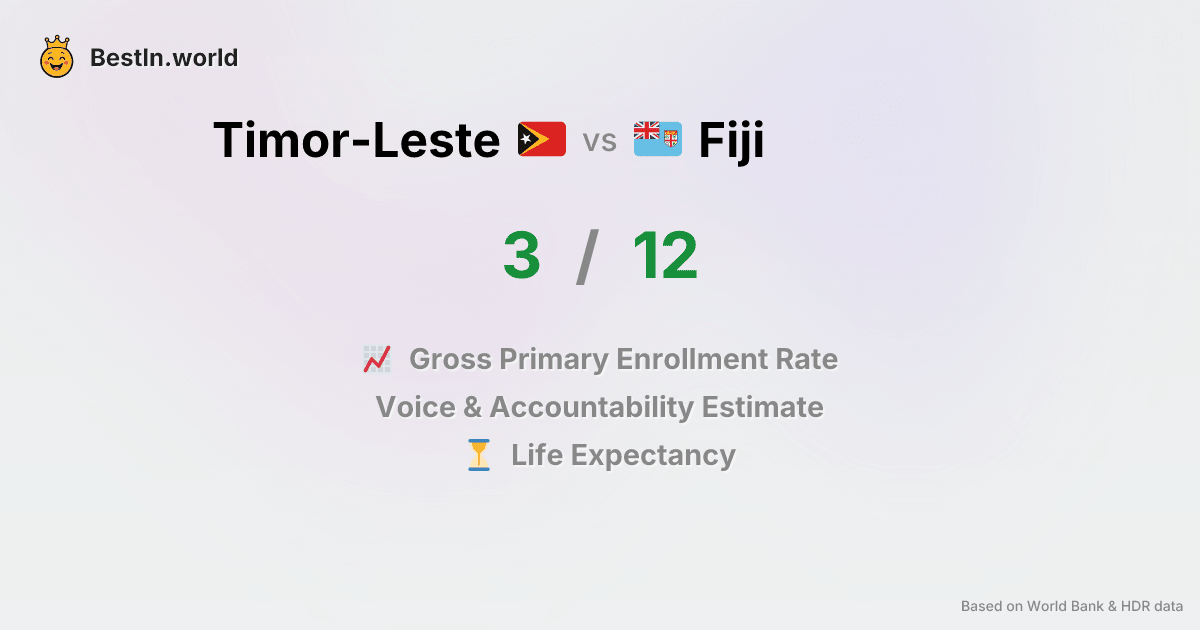 BestIn.world
Timor-Leste vs Fiji
3 / 12
Gross Primary Enrollment Rate
Voice & Accountability Estimate
Life Expectancy
Based on World Bank & HDR data